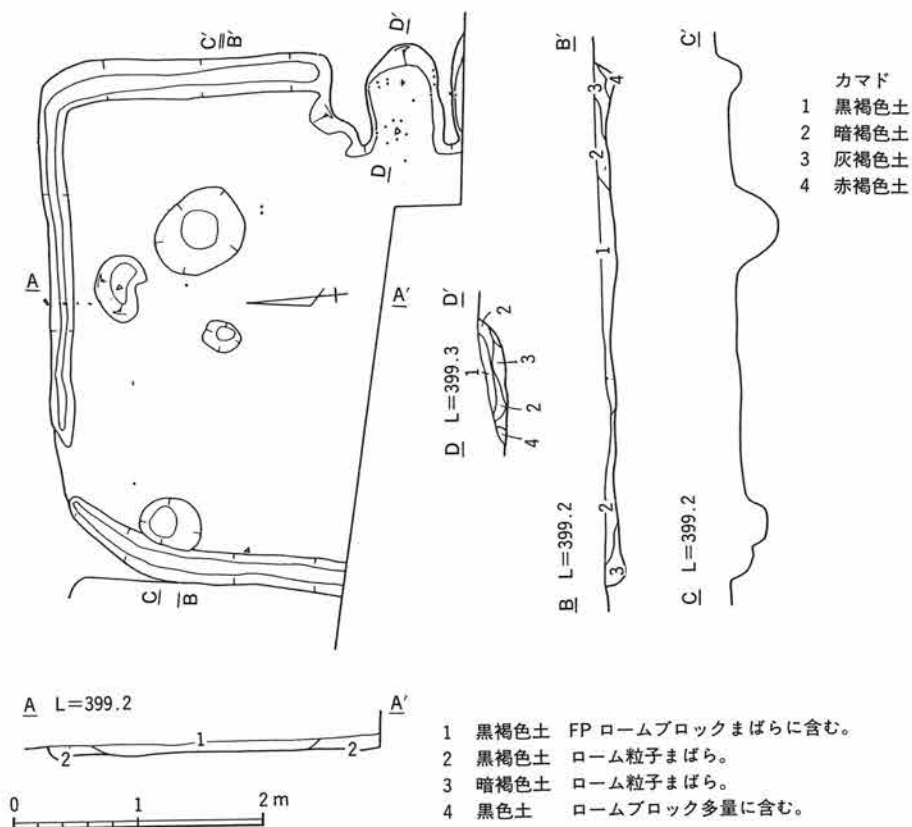 C' B'
D'
D
A
A'
C B
D' 2
1 3
2
4
D L=399.3
B'
3 4
2
1
2
3
B L=399.2
C'
C L=399.2
カマド
1 黒褐色土
2 暗褐色土
3 灰褐色土
4 赤褐色土
A L=399.2 A'
1
2 2
0 1 2m
1 黒褐色土 FP ロームブロックまばらに含む。
2 黒褐色土 ローム粒子まばら。
3 暗褐色土 ローム粒子まばら。
4 黒色土 ロームブロック多量に含む。